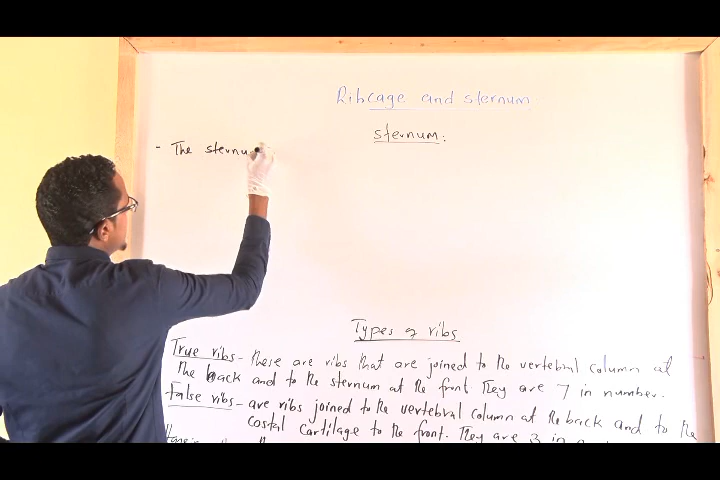 Ribcage and sternum
sternum:
- The sternu
Types of ribs
True ribs - these are ribs that are joined to the vertebral column at
the back and to the sternum at the front They are 7 in number.
False ribs - are ribs joined to the vertebral column at the back and to the
costal cartilage to the front. They are 3 in